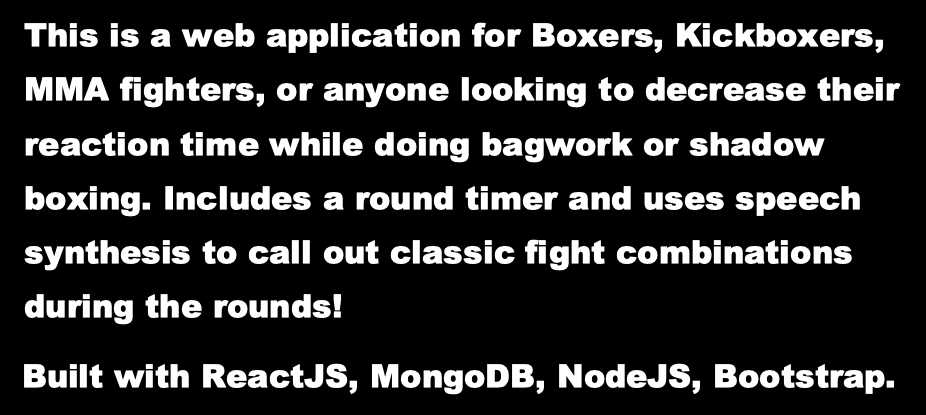 This is a web application for Boxers, Kickboxers,
MMA fighters, or anyone looking to decrease their
reaction time while doing bagwork or shadow
boxing. Includes a round timer and uses speech
synthesis to call out classic fight combinations
during the rounds!
Built with ReactJS, MongoDB, NodeJS, Bootstrap.